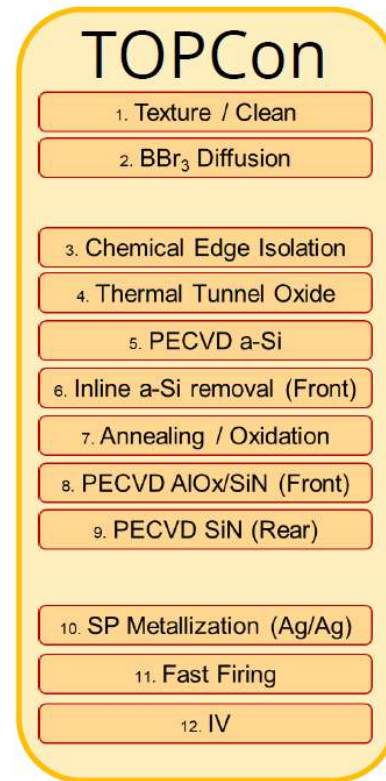 TOPCon
1. Texture / Clean
2. BBr₃ Diffusion
3. Chemical Edge Isolation
4. Thermal Tunnel Oxide
5. PECVD a-Si
6. Inline a-Si removal (Front)
7. Annealing / Oxidation
8. PECVD AlOx/SiN (Front)
9. PECVD SiN (Rear)
10. SP Metallization (Ag/Ag)
11. Fast Firing
12. IV